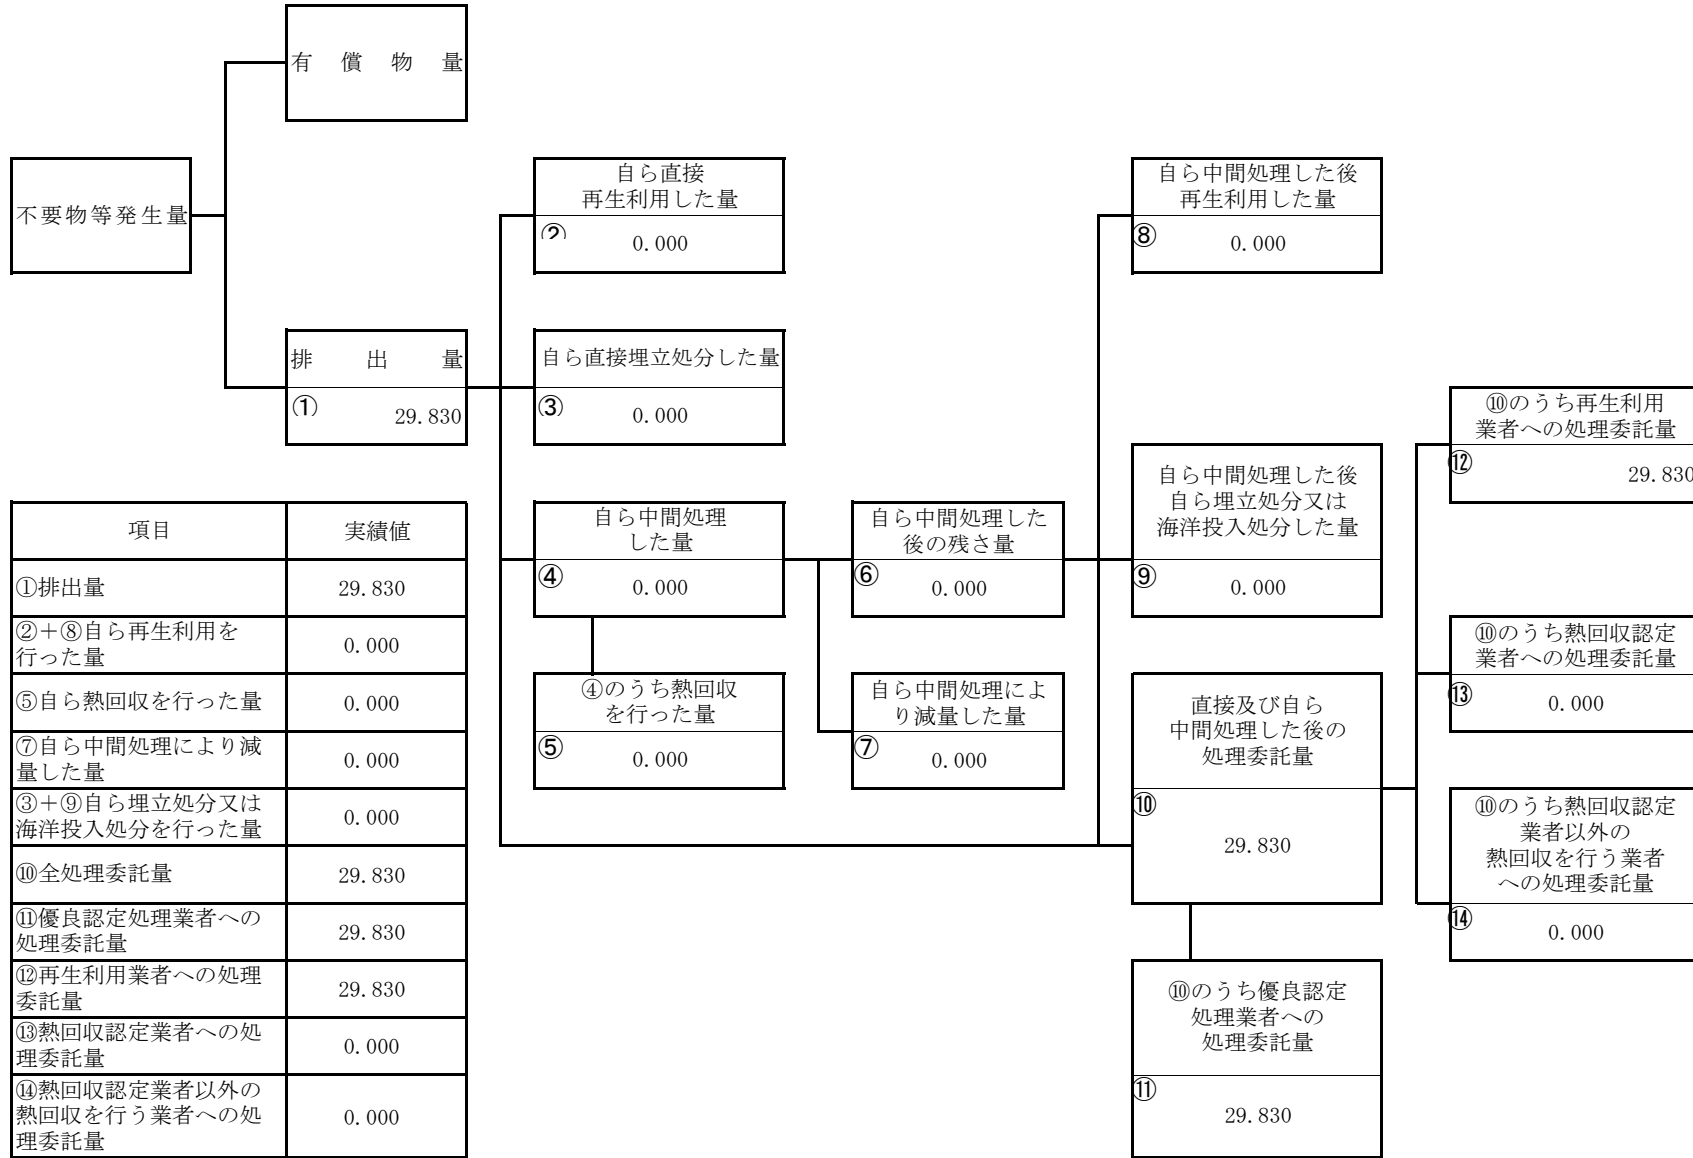 有償物量
不要物等発生量
排出量
①
29.830
自ら直接
再生利用した量
②
0.000
自ら直接埋立処分した量
③
0.000
自ら中間処理
した量
④
0.000
④のうち熱回収
を行った量
⑤
0.000
自ら中間処理した
後の残さ量
⑥
0.000
自ら中間処理によ
り減量した量
⑦
0.000
自ら中間処理した後
再生利用した量
⑧
0.000
自ら中間処理した後
自ら埋立処分又は
海洋投入処分した量
⑨
0.000
直接及び自ら
中間処理した後の
処理委託量
⑩
29.830
⑩のうち優良認定
処理業者への
処理委託量
⑪
29.830
⑩のうち再生利用
業者への処理委託量
⑫
29.830
⑩のうち熱回収認定
業者への処理委託量
⑬
0.000
⑩のうち熱回収認定
業者以外の
熱回収を行う業者
への処理委託量
⑭
0.000
項目 実績値
①排出量 29.830
②＋⑧自ら再生利用を
行った量 0.000
⑤自ら熱回収を行った量 0.000
⑦自ら中間処理により減
量した量 0.000
③＋⑨自ら埋立処分又は
海洋投入処分を行った量 0.000
⑩全処理委託量 29.830
⑪優良認定処理業者への
処理委託量 29.830
⑫再生利用業者への処理
委託量 29.830
⑬熱回収認定業者への処
理委託量 0.000
⑭熱回収認定業者以外の
熱回収を行う業者への処
理委託量 0.000